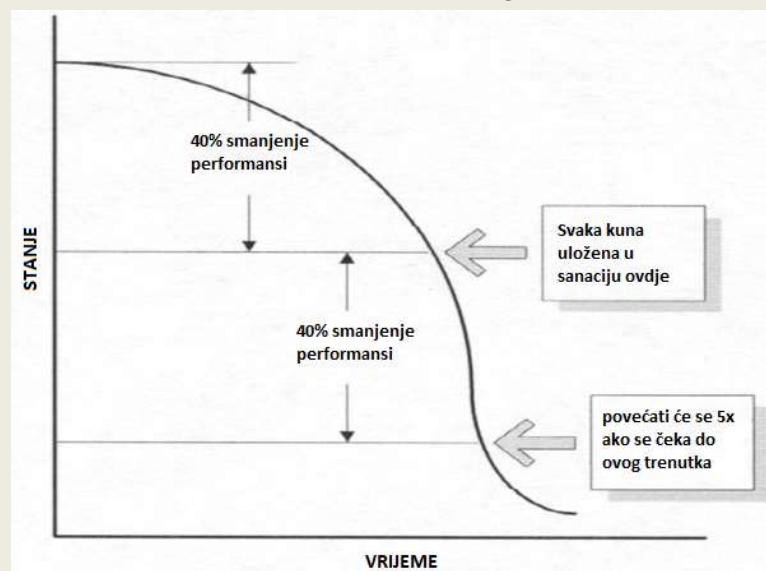 40% smanjenje
performansi
Svaka kuna
uložena u
sanaciju ovdje
STANJE
40% smanjenje
performansi
povećati će se 5x
ako se čeka do
ovog trenutka
VRIJEME